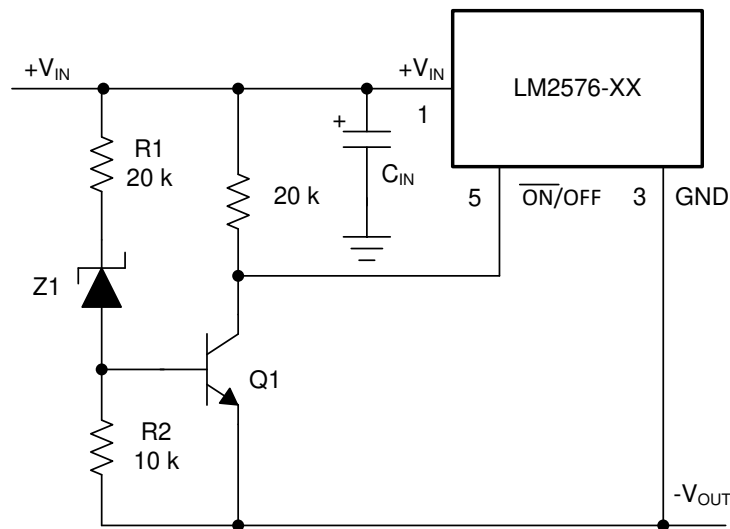 +VIN
+VIN
LM2576-XX
1
+
R1
20 k
CIN
20 k
5
ON/OFF
3
GND
Z1
Q1
R2
10 k
-VOUT